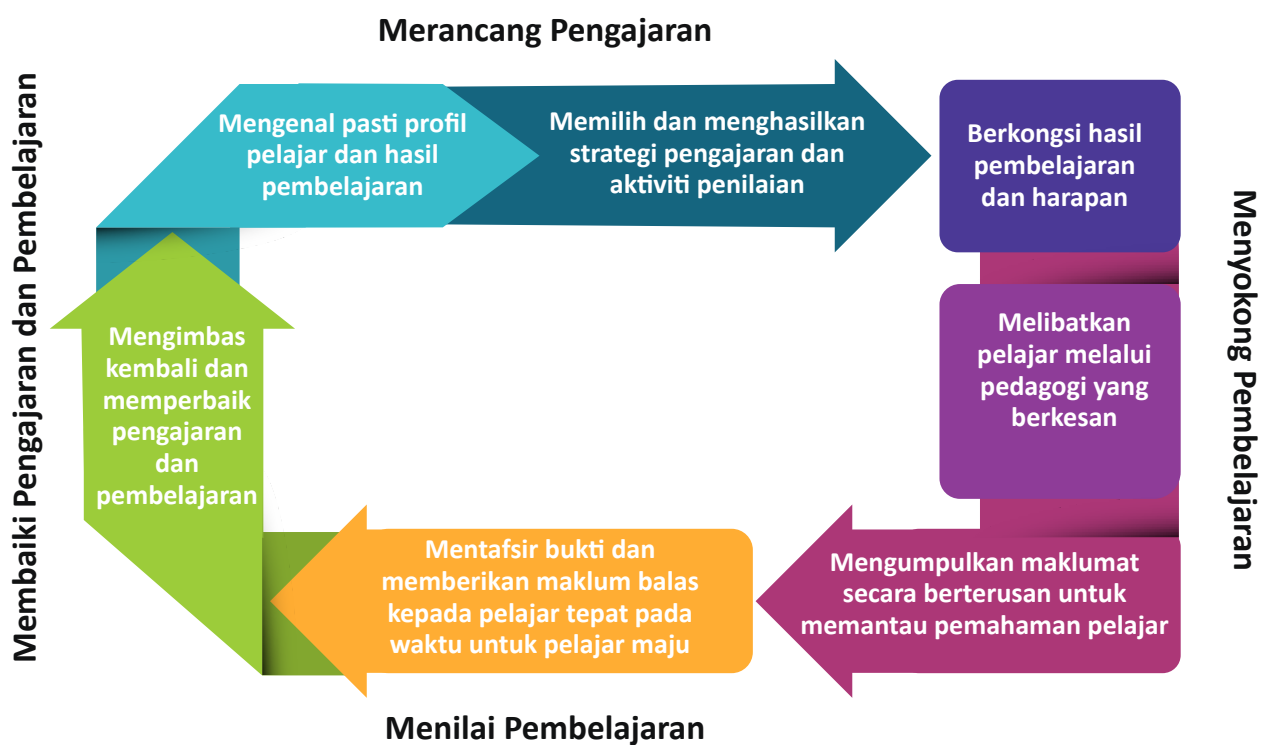 Merancang Pengajaran
Mengenal pasti profil
pelajar dan hasil
pembelajaran
Memilih dan menghasilkan
strategi pengajaran dan
aktiviti penilaian
Berkongsi hasil
pembelajaran
dan harapan
Menyokong Pembelajaran
Melibatkan
pelajar melalui
pedagogi yang
berkesan
Mengumpulkan maklumat
secara berterusan untuk
memantau pemahaman pelajar
Mentafsir bukti dan
memberikan maklum balas
kepada pelajar tepat pada
waktu untuk pelajar maju
Menilai Pembelajaran
Mengimbas
kembali dan
memperbaik
pengajaran
dan
pembelajaran
Membaiki Pengajaran dan Pembelajaran